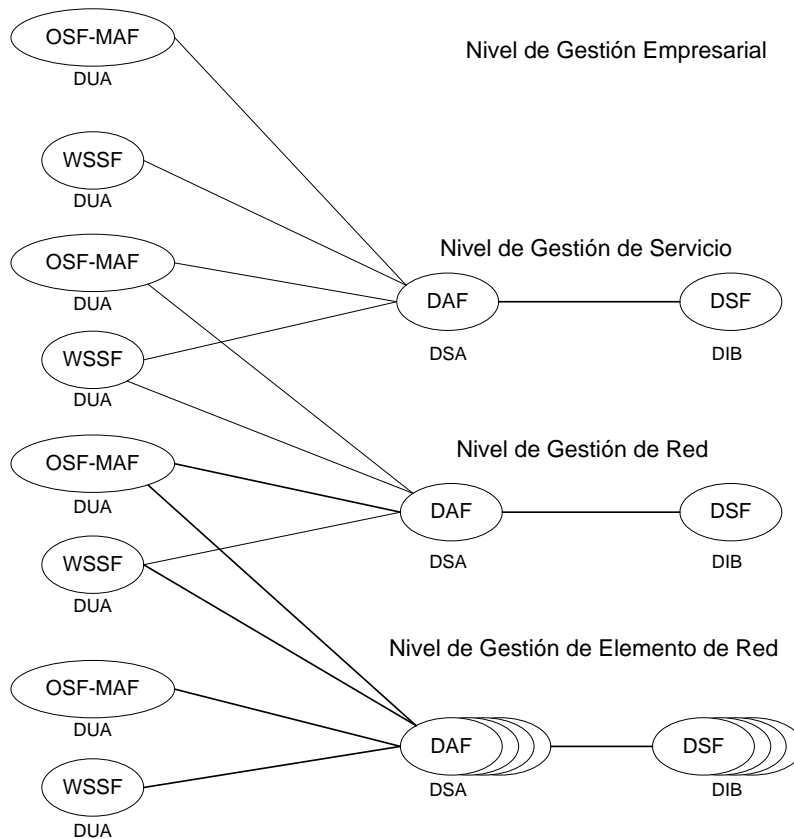 OSF-MAF
DUA
Nivel de Gestión Empresarial
WSSF
DUA
Nivel de Gestión de Servicio
OSF-MAF
DUA
DAF
DSF
DSA
DIB
WSSF
DUA
Nivel de Gestión de Red
OSF-MAF
DUA
DAF
DSF
DSA
DIB
WSSF
DUA
Nivel de Gestión de Elemento de Red
OSF-MAF
DUA
DAF
DSF
DSA
DIB
WSSF
DUA